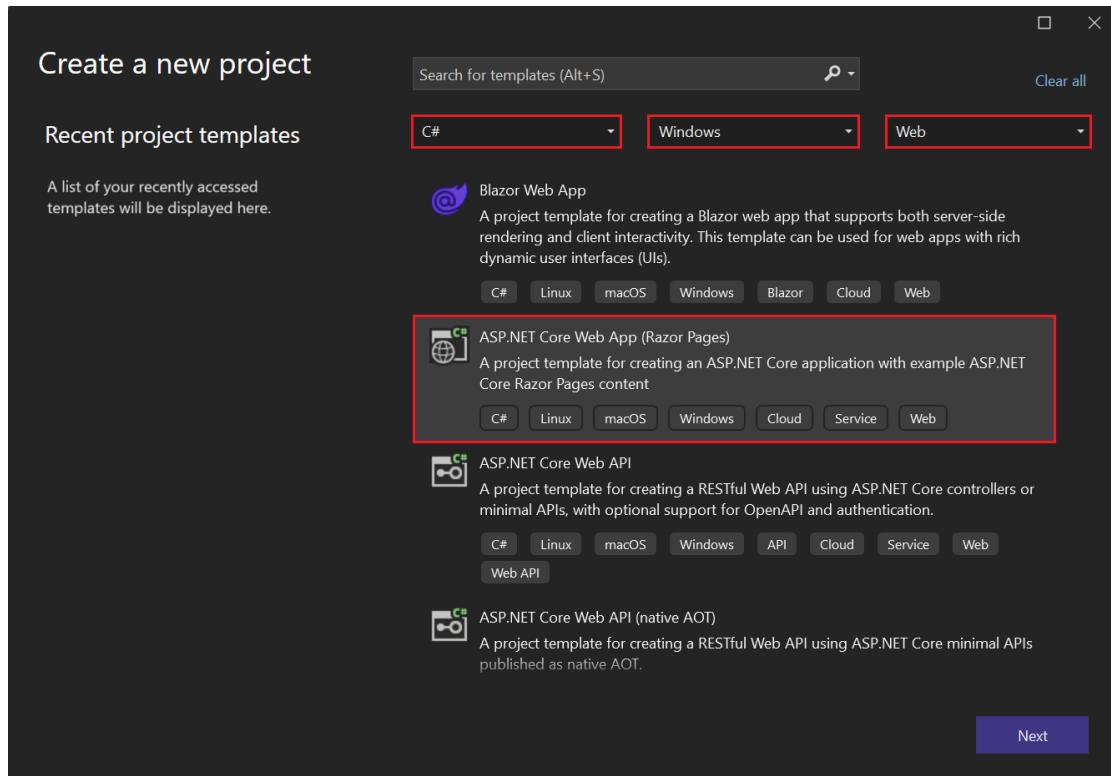 Create a new project
Search for templates (Alt+S)
Clear all
Recent project templates
C#
Windows
Web
A list of your recently accessed
templates will be displayed here.
Blazor Web App
A project template for creating a Blazor web app that supports both server-side
rendering and client interactivity. This template can be used for web apps with rich
dynamic user interfaces (UIs).
C# Linux macOS Windows Blazor Cloud Web
C#
ASP.NET Core Web App (Razor Pages)
A project template for creating an ASP.NET Core application with example ASP.NET
Core Razor Pages content
C# Linux macOS Windows Cloud Service Web
C#
ASP.NET Core Web API
A project template for creating a RESTful Web API using ASP.NET Core controllers or
minimal APIs, with optional support for OpenAPI and authentication.
C# Linux macOS Windows API Cloud Service Web
Web API
C#
ASP.NET Core Web API (native AOT)
A project template for creating a RESTful Web API using ASP.NET Core minimal APIs
published as native AOT.
Next